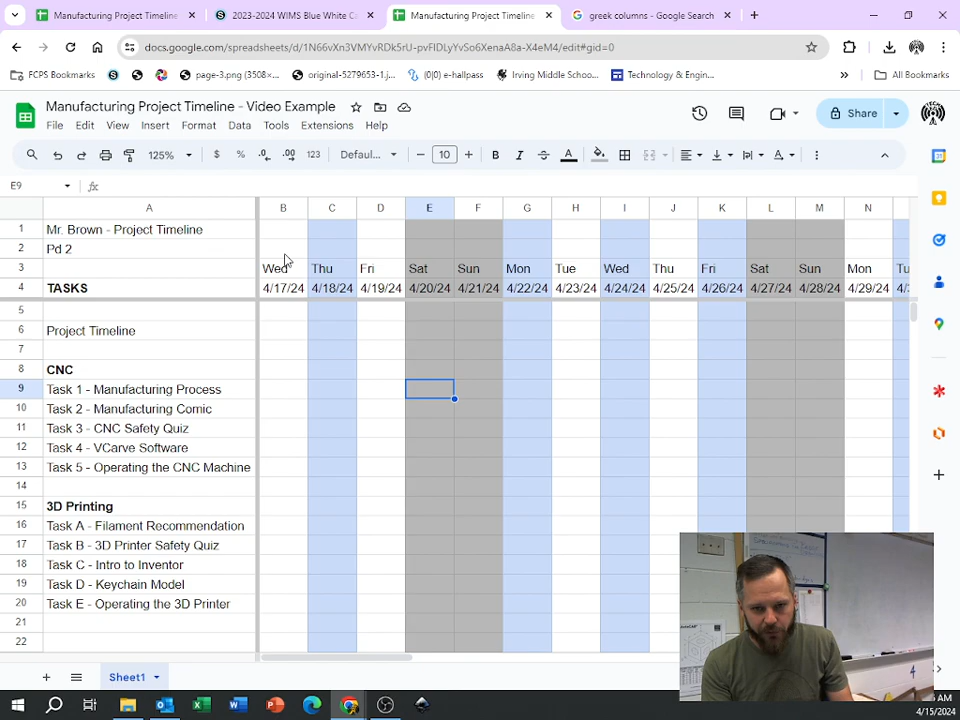 Manufacturing Project Timeline
2023-2024 WIMS Blue White Ca
Manufacturing Project Timeline
greek columns - Google Search
docs.google.com/spreadsheets/d/1N66vXn3VMYvRDk5rU-pvFIDLyYvSo6XenaA8a-X4eM4/edit#gid=0
FCPS Bookmarks
page-3.png (3508×...
original-5279653-1.j...
(0|0) e-hallpass
Irving Middle Schoo...
Technology & Engin...
All Bookmarks
Manufacturing Project Timeline - Video Example
Share
File Edit View Insert Format Data Tools Extensions Help
125% $ % .0 .00 123 Defaul... 10 B I A
E9 fx
A B C D E F G H I J K L M N
1 Mr. Brown - Project Timeline
2 Pd 2
3 Wed Thu Fri Sat Sun Mon Tue Wed Thu Fri Sat Sun Mon Tu
4 TASKS 4/17/24 4/18/24 4/19/24 4/20/24 4/21/24 4/22/24 4/23/24 4/24/24 4/25/24 4/26/24 4/27/24 4/28/24 4/29/24
5
6 Project Timeline
7
8 CNC
9 Task 1 - Manufacturing Process
10 Task 2 - Manufacturing Comic
11 Task 3 - CNC Safety Quiz
12 Task 4 - VCarve Software
13 Task 5 - Operating the CNC Machine
14
15 3D Printing
16 Task A - Filament Recommendation
17 Task B - 3D Printer Safety Quiz
18 Task C - Intro to Inventor
19 Task D - Keychain Model
20 Task E - Operating the 3D Printer
21
22
Sheet1
AM
4/15/2024